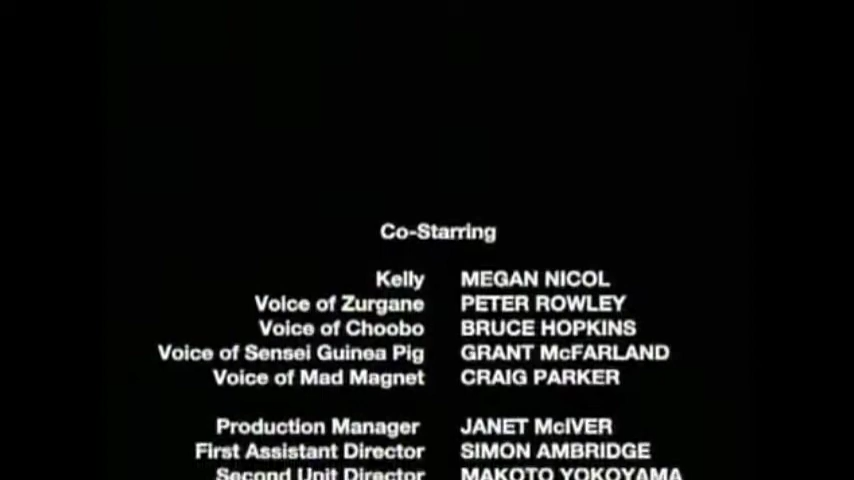 Co-Starring
Kelly MEGAN NICOL
Voice of Zurgane PETER ROWLEY
Voice of Choobo BRUCE HOPKINS
Voice of Sensei Guinea Pig GRANT McFARLAND
Voice of Mad Magnet CRAIG PARKER
Production Manager JANET McIVER
First Assistant Director SIMON AMBRIDGE
Second Unit Director MAKOTO YOKOYAMA